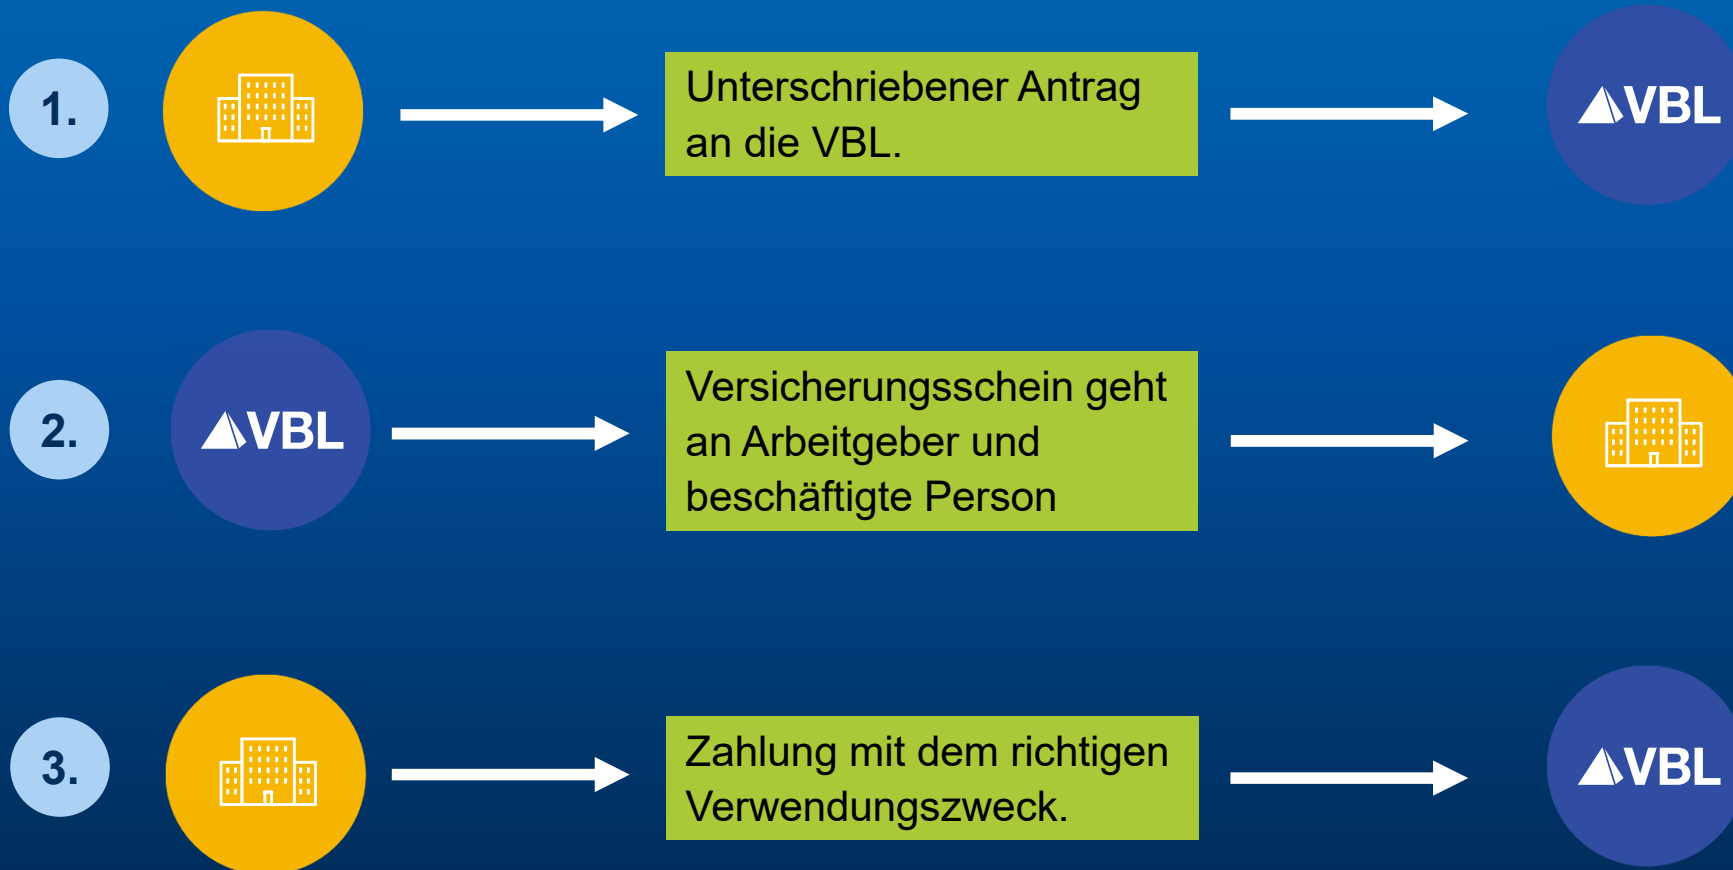 1.
Unterschriebener Antrag
an die VBL.
VBL
2.
VBL
Versicherungsschein geht
an Arbeitgeber und
beschäftigte Person
3.
Zahlung mit dem richtigen
Verwendungszweck.
VBL